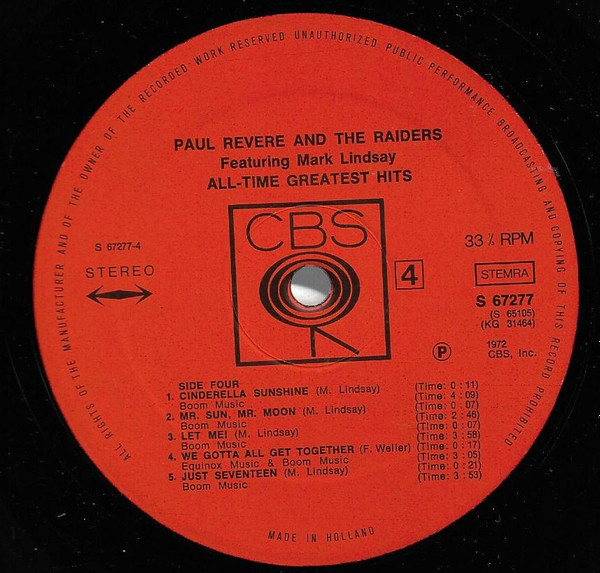 ALL RIGHTS OF THE MANUFACTURER AND OF THE OWNER OF THE RECORDED WORK RESERVED UNAUTHORIZED PUBLIC PERFORMANCE BROADCASTING AND COPYING OF THIS RECORD PROHIBITED
PAUL REVERE AND THE RAIDERS
Featuring Mark Lindsay
ALL-TIME GREATEST HITS
CBS
S 67277-4
STEREO
4
33⅓ RPM
STEMRA
S 67277
(S 65105)
(KG 31464)
Ⓟ 1972
CBS, Inc.
SIDE FOUR (Time: 0:11)
1. CINDERELLA SUNSHINE (M. Lindsay) (Time: 4:09)
Boom Music (Time: 0:07)
2. MR. SUN, MR. MOON (M. Lindsay) (Time: 2:46)
Boom Music (Time: 0:07)
3. LET ME! (M. Lindsay) (Time: 3:58)
Boom Music (Time: 0:17)
4. WE GOTTA ALL GET TOGETHER (F. Weller) (Time: 3:05)
Equinox Music & Boom Music (Time: 0:21)
5. JUST SEVENTEEN (M. Lindsay) (Time: 3:53)
Boom Music
MADE IN HOLLAND